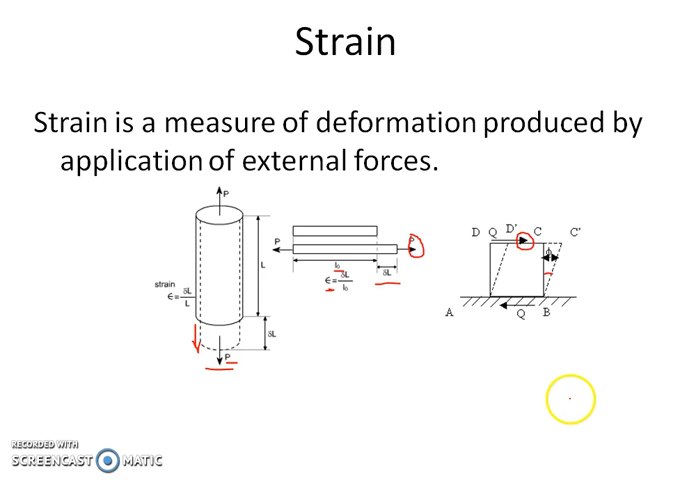 Strain
Strain is a measure of deformation produced by
application of external forces.
P
L
strain
Є=δL/L
δL
P
P
P
l₀
δL
Є=δL/l₀
D Q D' C C'
ϕ
A Q B
RECORDED WITH
SCREENCAST MATIC